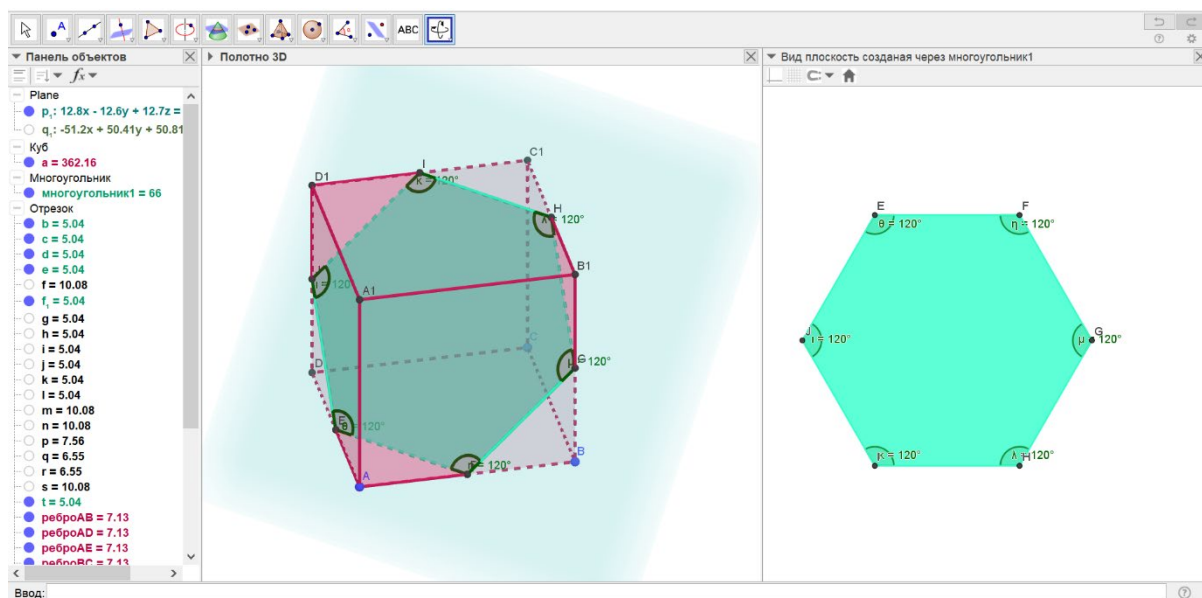 ABC
Панель объектов
Полотно 3D
Вид плоскость созданая через многоугольник1
fx
Plane
p₁: 12.8x - 12.6y + 12.7z =
q₁: -51.2x + 50.41y + 50.81
Куб
a = 362.16
Многоугольник
многоугольник1 = 66
Отрезок
b = 5.04
c = 5.04
d = 5.04
e = 5.04
f = 10.08
f₁ = 5.04
g = 5.04
h = 5.04
i = 5.04
j = 5.04
k = 5.04
l = 5.04
m = 10.08
n = 10.08
p = 7.56
q = 6.55
r = 6.55
s = 10.08
t = 5.04
реброAB = 7.13
реброAD = 7.13
реброAE = 7.13
реброBC = 7.13
C1
D1
I
κ = 120°
H
λ = 120°
B1
ι = 120°
A1
C
G
μ = 120°
D
E
θ = 120°
η = 120°
B
A
E
F
θ = 120°
η = 120°
J
ι = 120°
G
μ = 120°
κ = 120°
λ = 120°
H
Ввод: